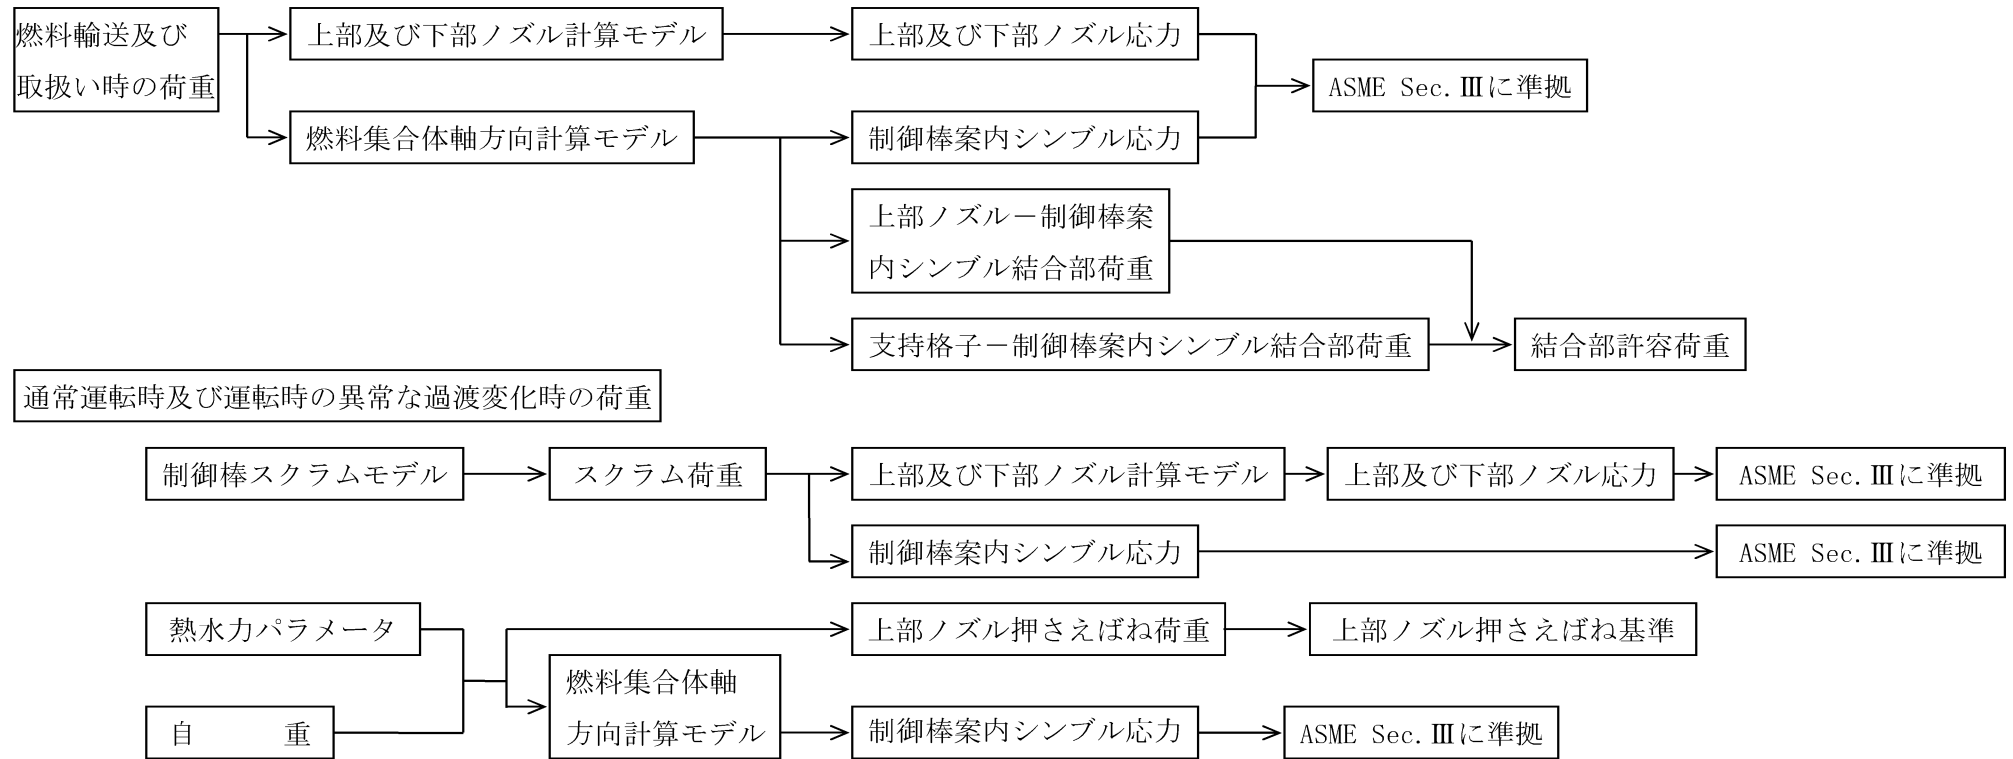 燃料輸送及び
取扱い時の荷重
上部及び下部ノズル計算モデル
上部及び下部ノズル応力
ASME Sec.Ⅲに準拠
燃料集合体軸方向計算モデル
制御棒案内シンブル応力
上部ノズル－制御棒案
内シンブル結合部荷重
支持格子－制御棒案内シンブル結合部荷重
結合部許容荷重
通常運転時及び運転時の異常な過渡変化時の荷重
制御棒スクラムモデル
スクラム荷重
上部及び下部ノズル計算モデル
上部及び下部ノズル応力
ASME Sec.Ⅲに準拠
制御棒案内シンブル応力
ASME Sec.Ⅲに準拠
熱水力パラメータ
上部ノズル押さえばね荷重
上部ノズル押さえばね基準
燃料集合体軸
方向計算モデル
自　　　重
制御棒案内シンブル応力
ASME Sec.Ⅲに準拠